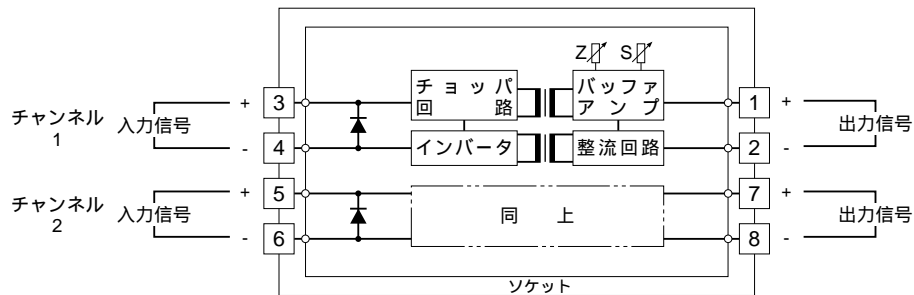 Z S
チョッパ
回路
バッファ
アンプ
チャンネル
1
入力信号
+ 3
- 4
1 +
2 -
出力信号
インバータ
整流回路
チャンネル
2
入力信号
+ 5
- 6
同上
7 +
8 -
出力信号
ソケット